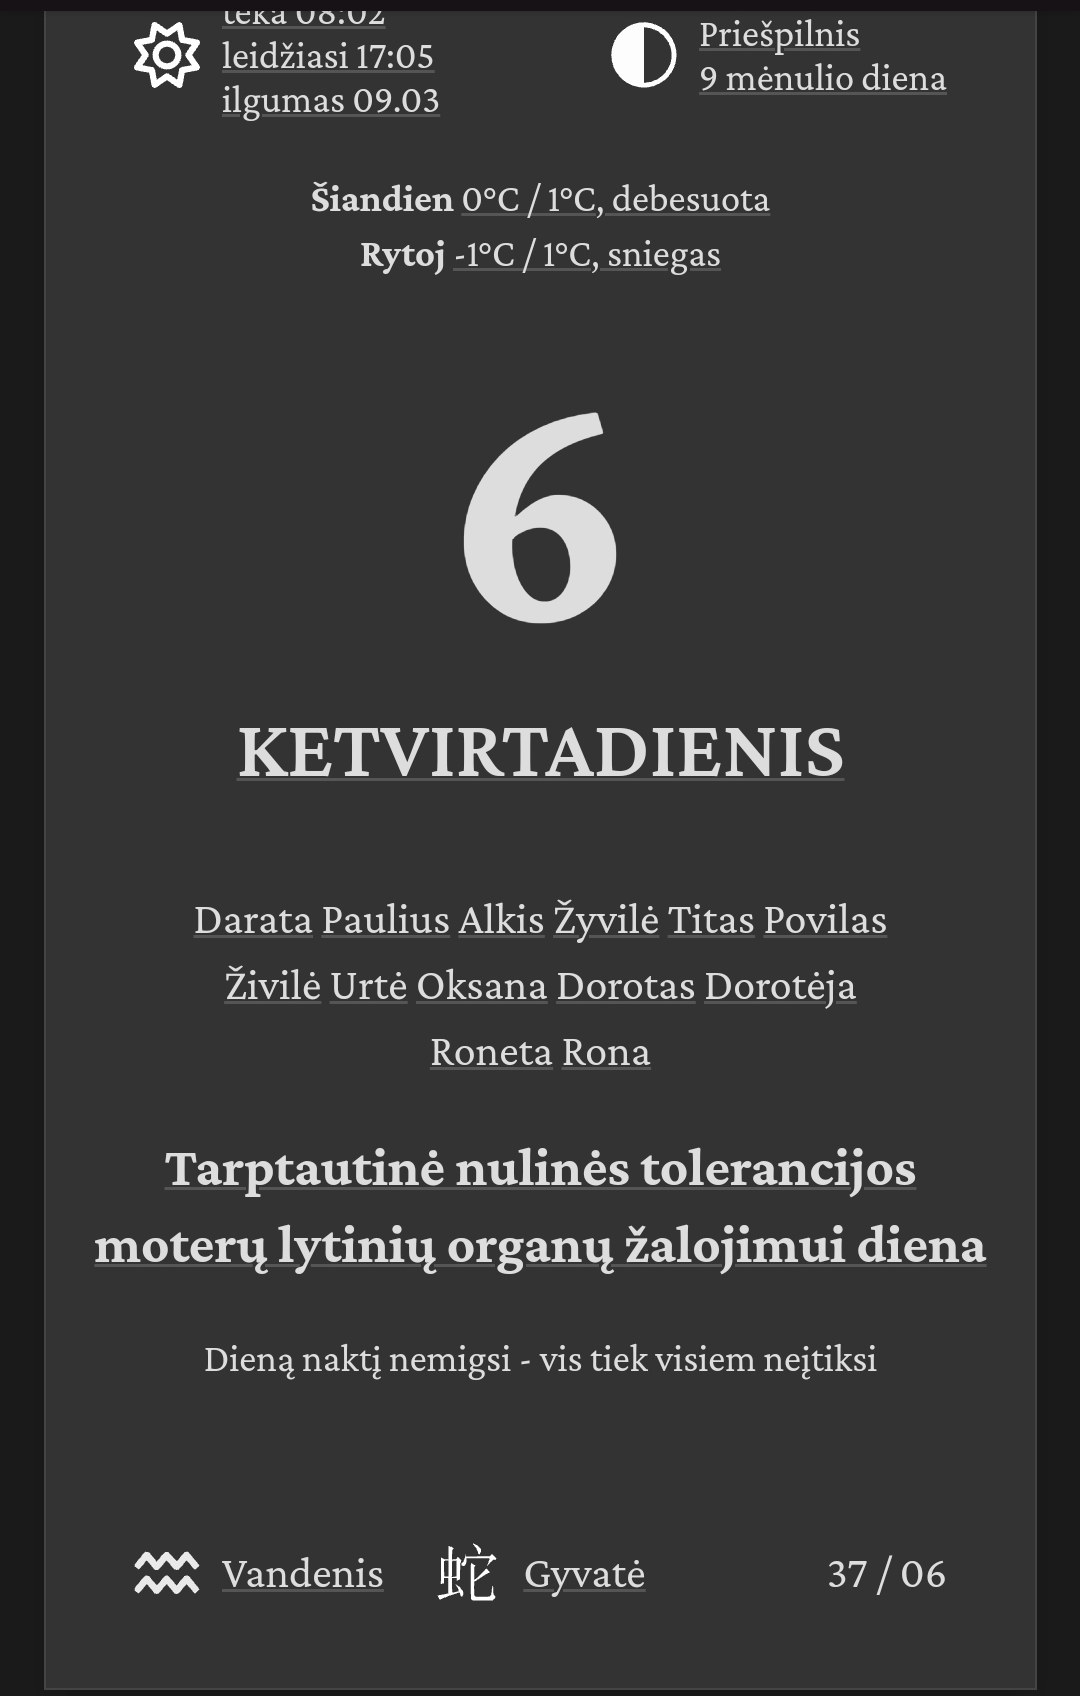 teka 08:02
leidžiasi 17:05
ilgumas 09.03
Priešpilnis
9 mėnulio diena
Šiandien 0°C / 1°C, debesuota
Rytoj -1°C / 1°C, sniegas
6
KETVIRTADIENIS
Darata Paulius Alkis Žyvilė Titas Povilas
Živilė Urtė Oksana Dorotas Dorotėja
Roneta Rona
Tarptautinė nulinės tolerancijos
moterų lytinių organų žalojimui diena
Dieną naktį nemigsi - vis tiek visiem neįtiksi
Vandenis 蛇 Gyvatė 37 / 06